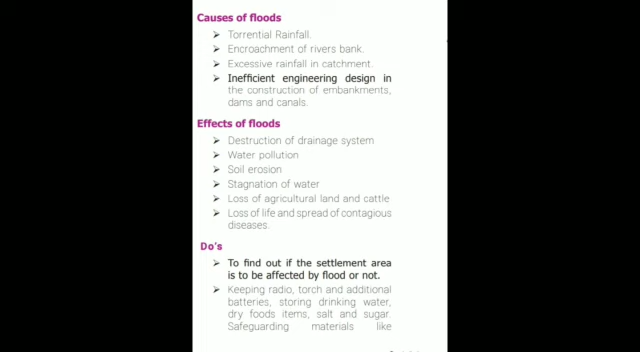 Causes of floods
➢ Torrential Rainfall.
➢ Encroachment of rivers bank.
➢ Excessive rainfall in catchment.
➢ Inefficient engineering design in
the construction of embankments,
dams and canals.
Effects of floods
➢ Destruction of drainage system
➢ Water pollution
➢ Soil erosion
➢ Stagnation of water
➢ Loss of agricultural land and cattle
➢ Loss of life and spread of contagious
diseases.
Do's
➢ To find out if the settlement area
is to be affected by flood or not.
➢ Keeping radio, torch and additional
batteries, storing drinking water,
dry foods items, salt and sugar.
Safeguarding materials like